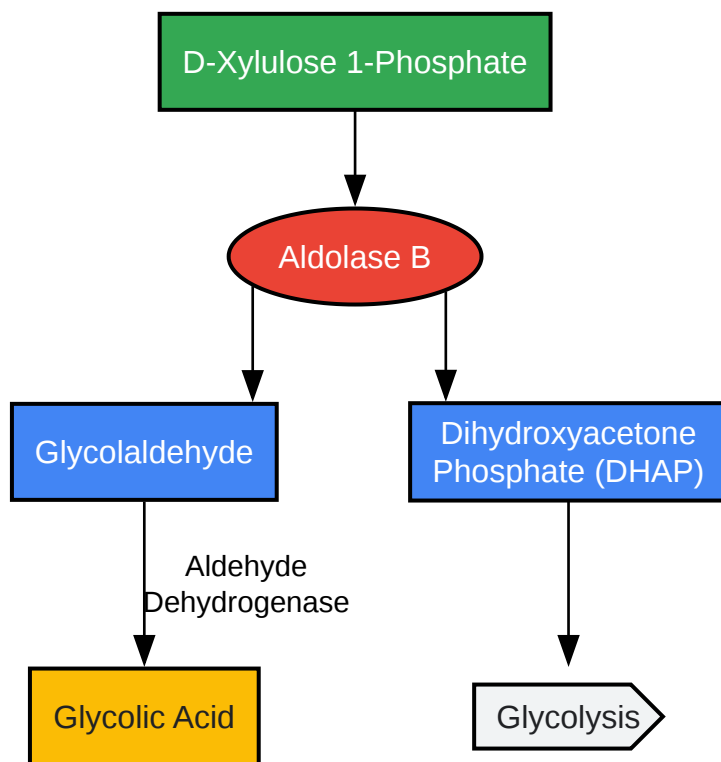 D-Xylulose 1-Phosphate
Aldolase B
Glycolaldehyde
Dihydroxyacetone
Phosphate (DHAP)
Aldehyde
Dehydrogenase
Glycolic Acid
Glycolysis